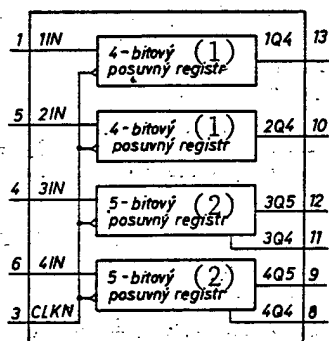 1 1IN 4-bitový (1) posuvný registr 1Q4 13
5 2IN 4-bitový (1) posuvný registr 2Q4 10
4 3IN 5-bitový (2) posuvný registr 3Q5 12
3Q4 11
6 4IN 5-bitový (2) posuvný registr 4Q5 9
3 CLKN 4Q4 8